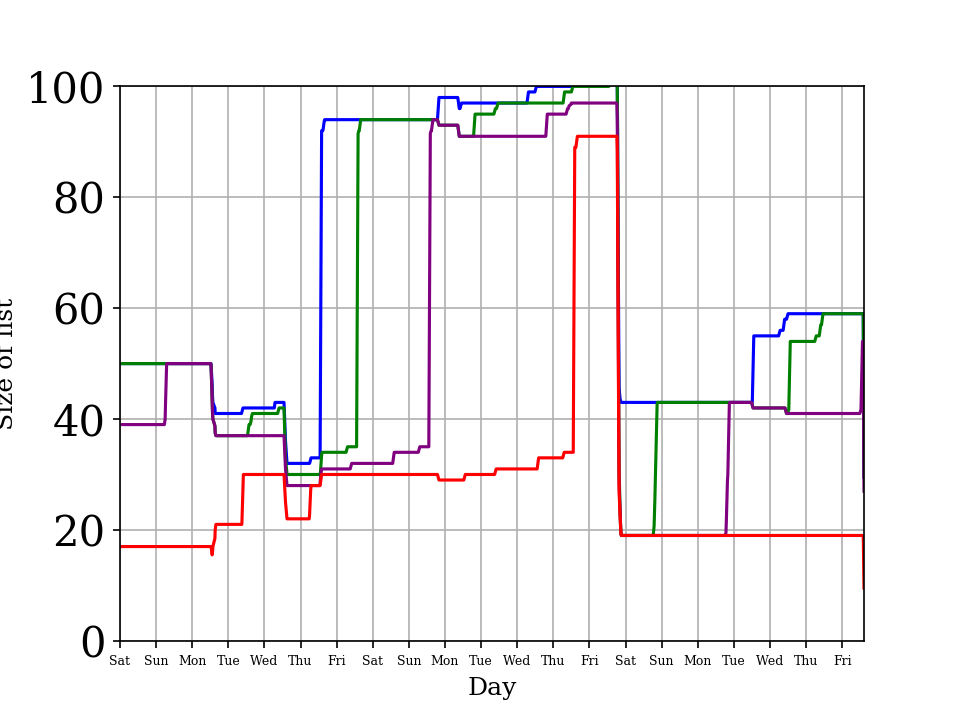 100
80
60
40
20
0
Size of list
Sat Sun Mon Tue Wed Thu Fri Sat Sun Mon Tue Wed Thu Fri Sat Sun Mon Tue Wed Thu Fri
Day